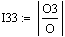 I33 := |O3/O|